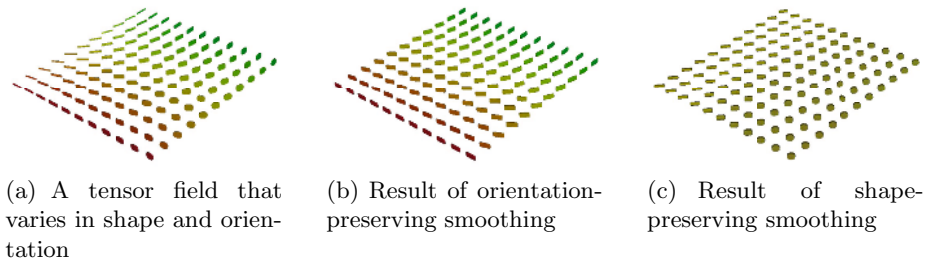 (a) A tensor field that
varies in shape and orien-
tation
(b) Result of orientation-
preserving smoothing
(c) Result of shape-
preserving smoothing